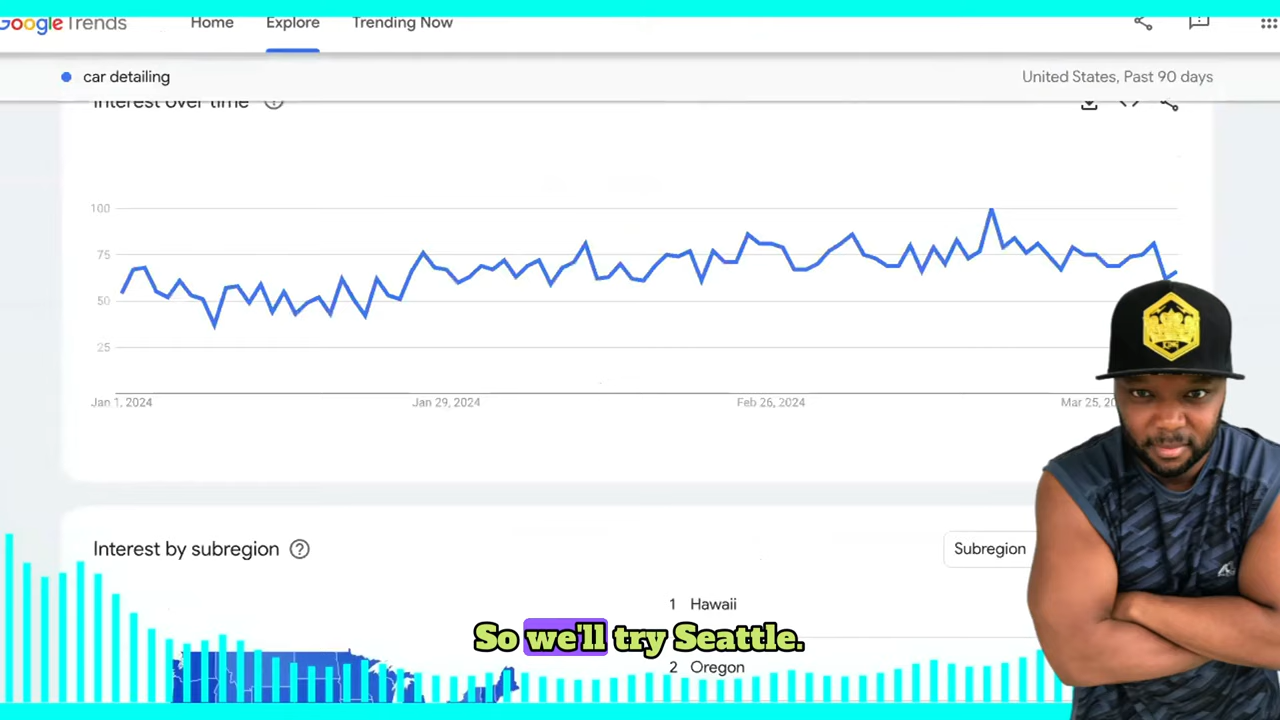 Google Trends Home Explore Trending Now
car detailing United States, Past 90 days
Interest over time
100
75
50
25
Jan 1, 2024 Jan 29, 2024 Feb 26, 2024 Mar 25, 20
Interest by subregion Subregion
1 Hawaii
So we'll try Seattle.
2 Oregon